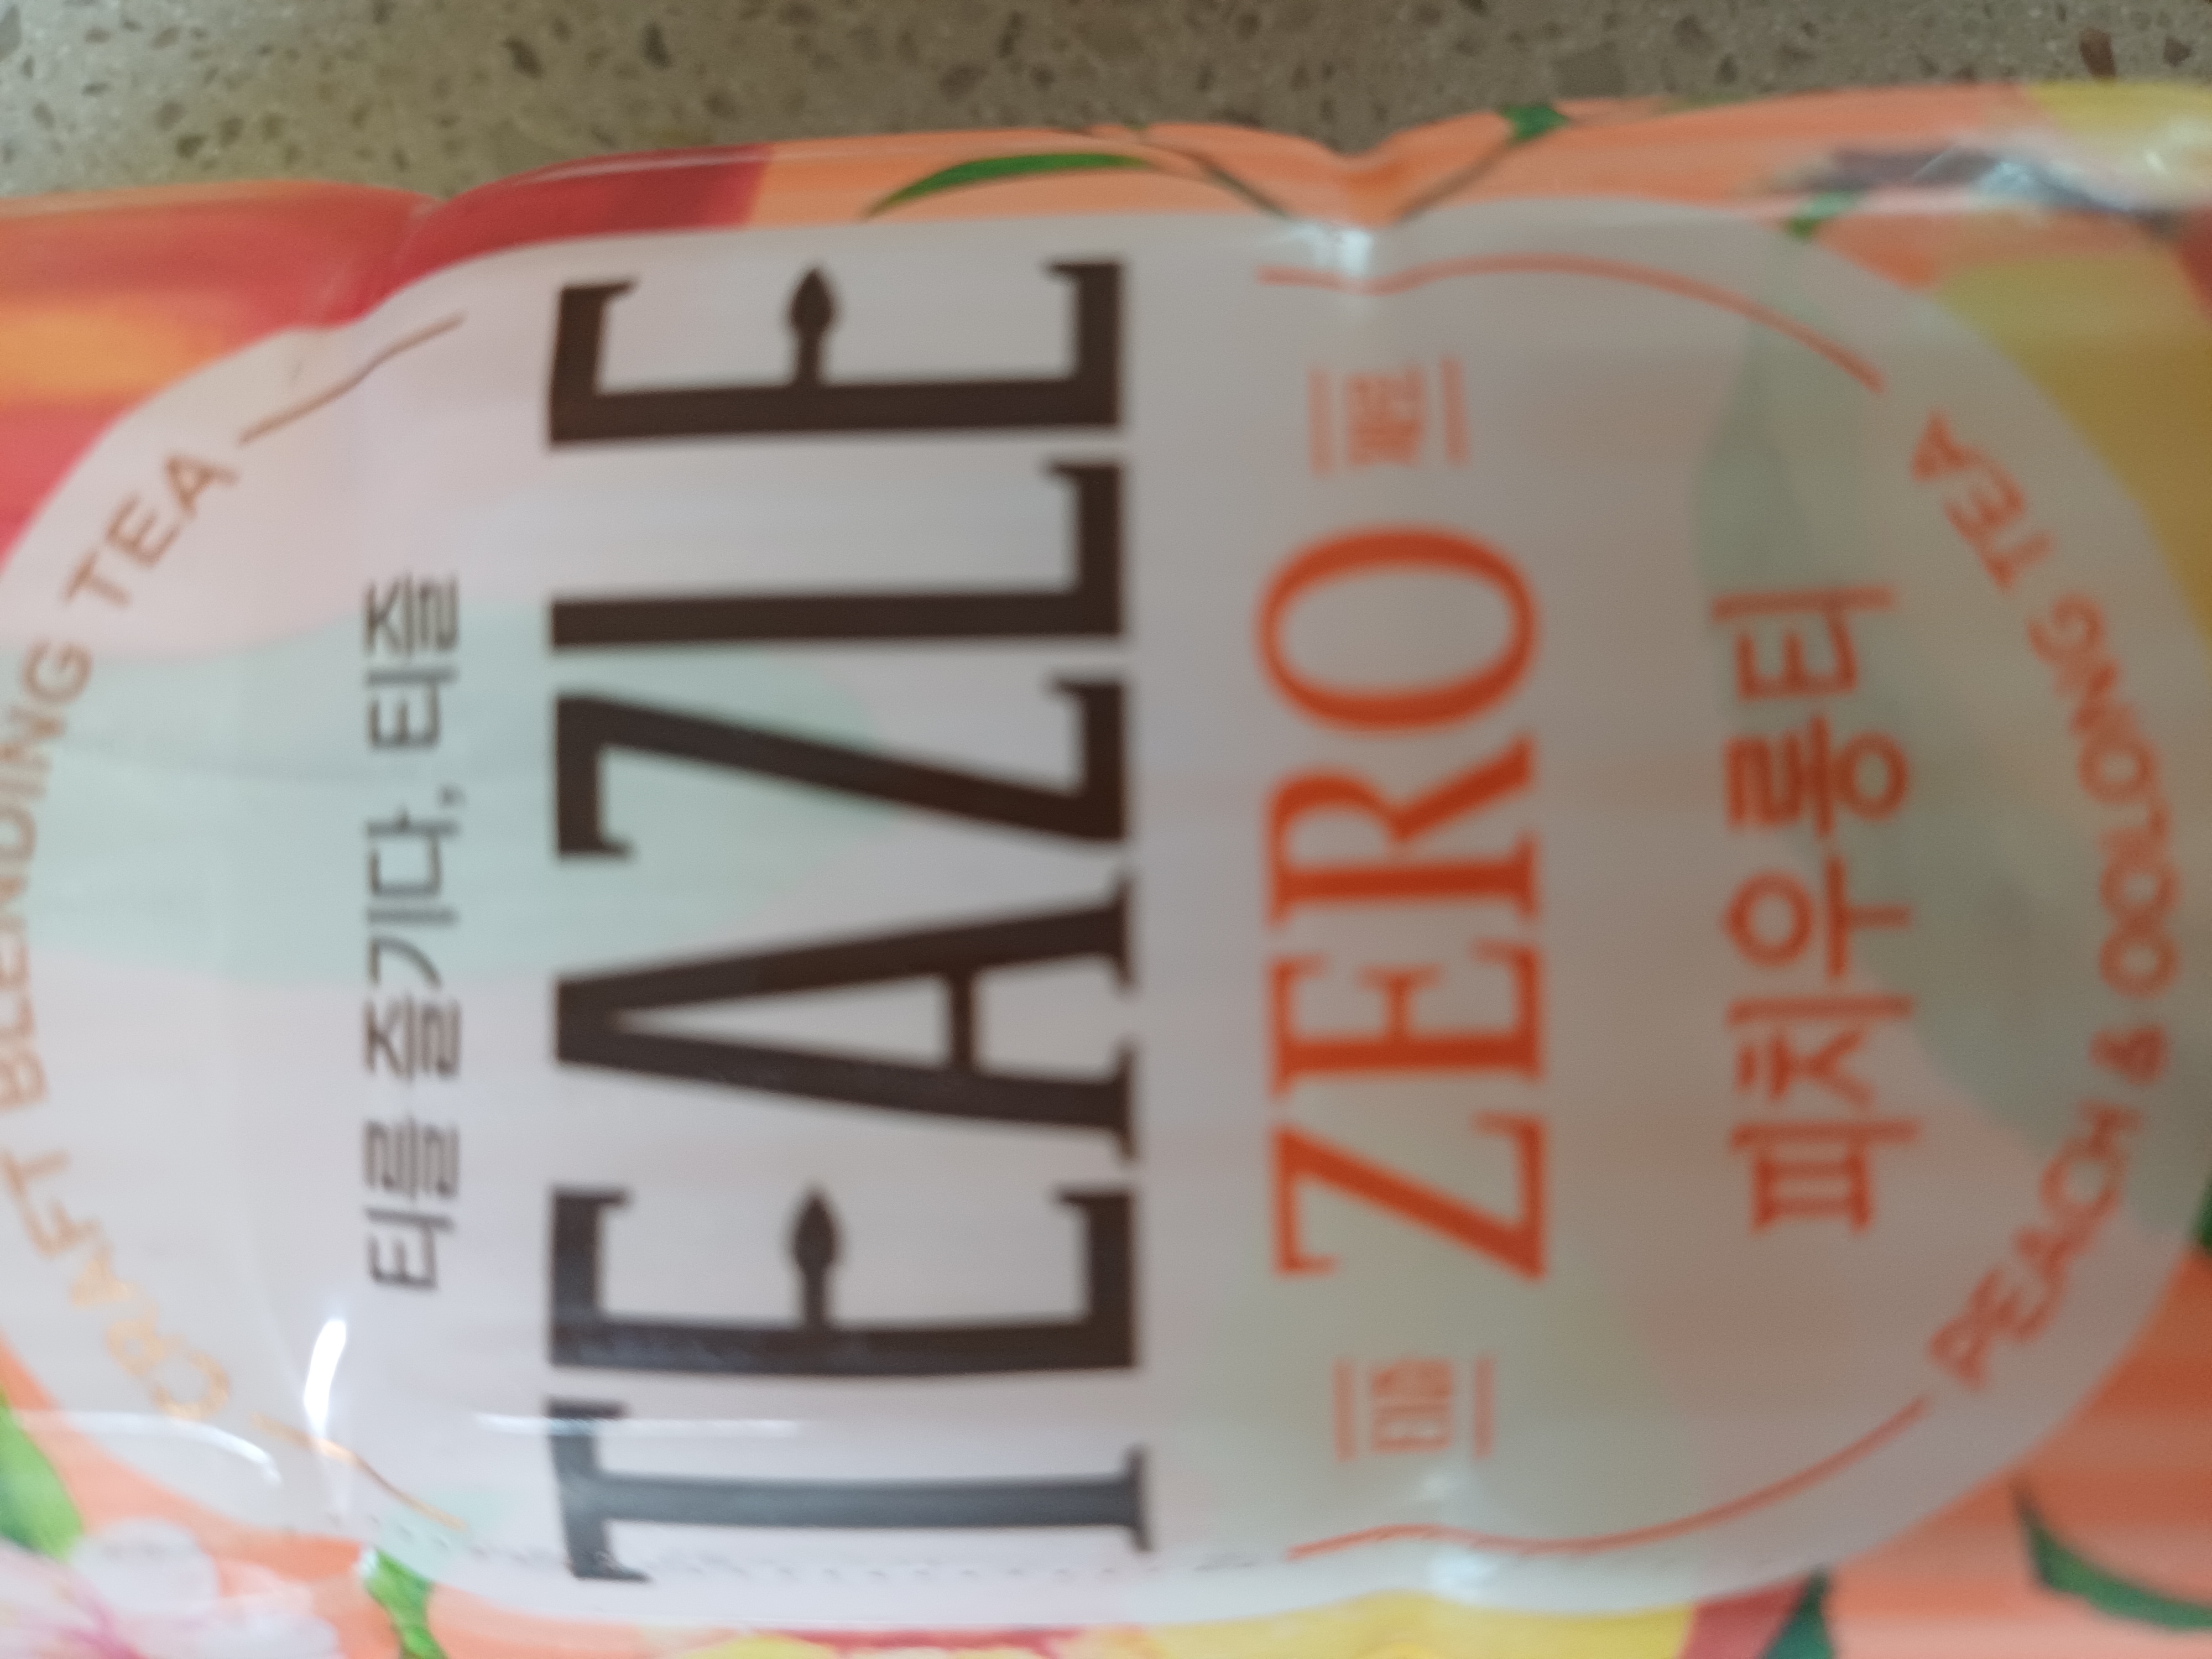 CRAFT BLENDING TEA
티를 즐기다, 티즐
TEAZLE
ZERO
피치우롱티
PEACH & OOLONG TEA